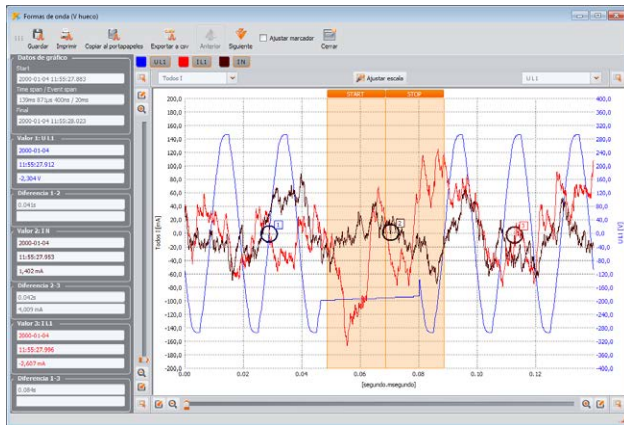 Formas de onda (V hueco)
Guardar Imprimir Copiar al portapapeles Exportar a csv Anterior Siguiente Ajustar marcador Cerrar
Datos de gráfico
Start
2000-01-04 11:55:27.883
Time span / Event span
139ms 871µs 400ms / 20ms
Final
2000-01-04 11:55:28.023
Valor 1: U L1
2000-01-04
11:55:27.912
-2,304 V
Diferencia 1-2
0.041s
Valor 2: I N
2000-01-04
11:55:27.953
1,402 mA
Diferencia 2-3
0.042s
4,009 mA
Valor 3: I L1
2000-01-04
11:55:27.996
-2,607 mA
Diferencia 1-3
0.084s
U L1 I L1 I N
Todos I Ajustar escala U L1
START STOP
200,0 400,0
180,0 360,0
160,0 320,0
140,0 280,0
120,0 240,0
100,0 200,0
80,0 160,0
60,0 120,0
40,0 80,0
20,0 40,0
0,0 0,0
-20,0 -40,0
-40,0 -80,0
-60,0 -120,0
-80,0 -160,0
-100,0 -200,0
-120,0 -240,0
-140,0 -280,0
-160,0 -320,0
-180,0 -360,0
-200,0 -400,0
Todos I [mA]
U L1 [V]
1 2 3
0.00 0.02 0.04 0.06 0.08 0.10 0.12
[segundo.msegundo]